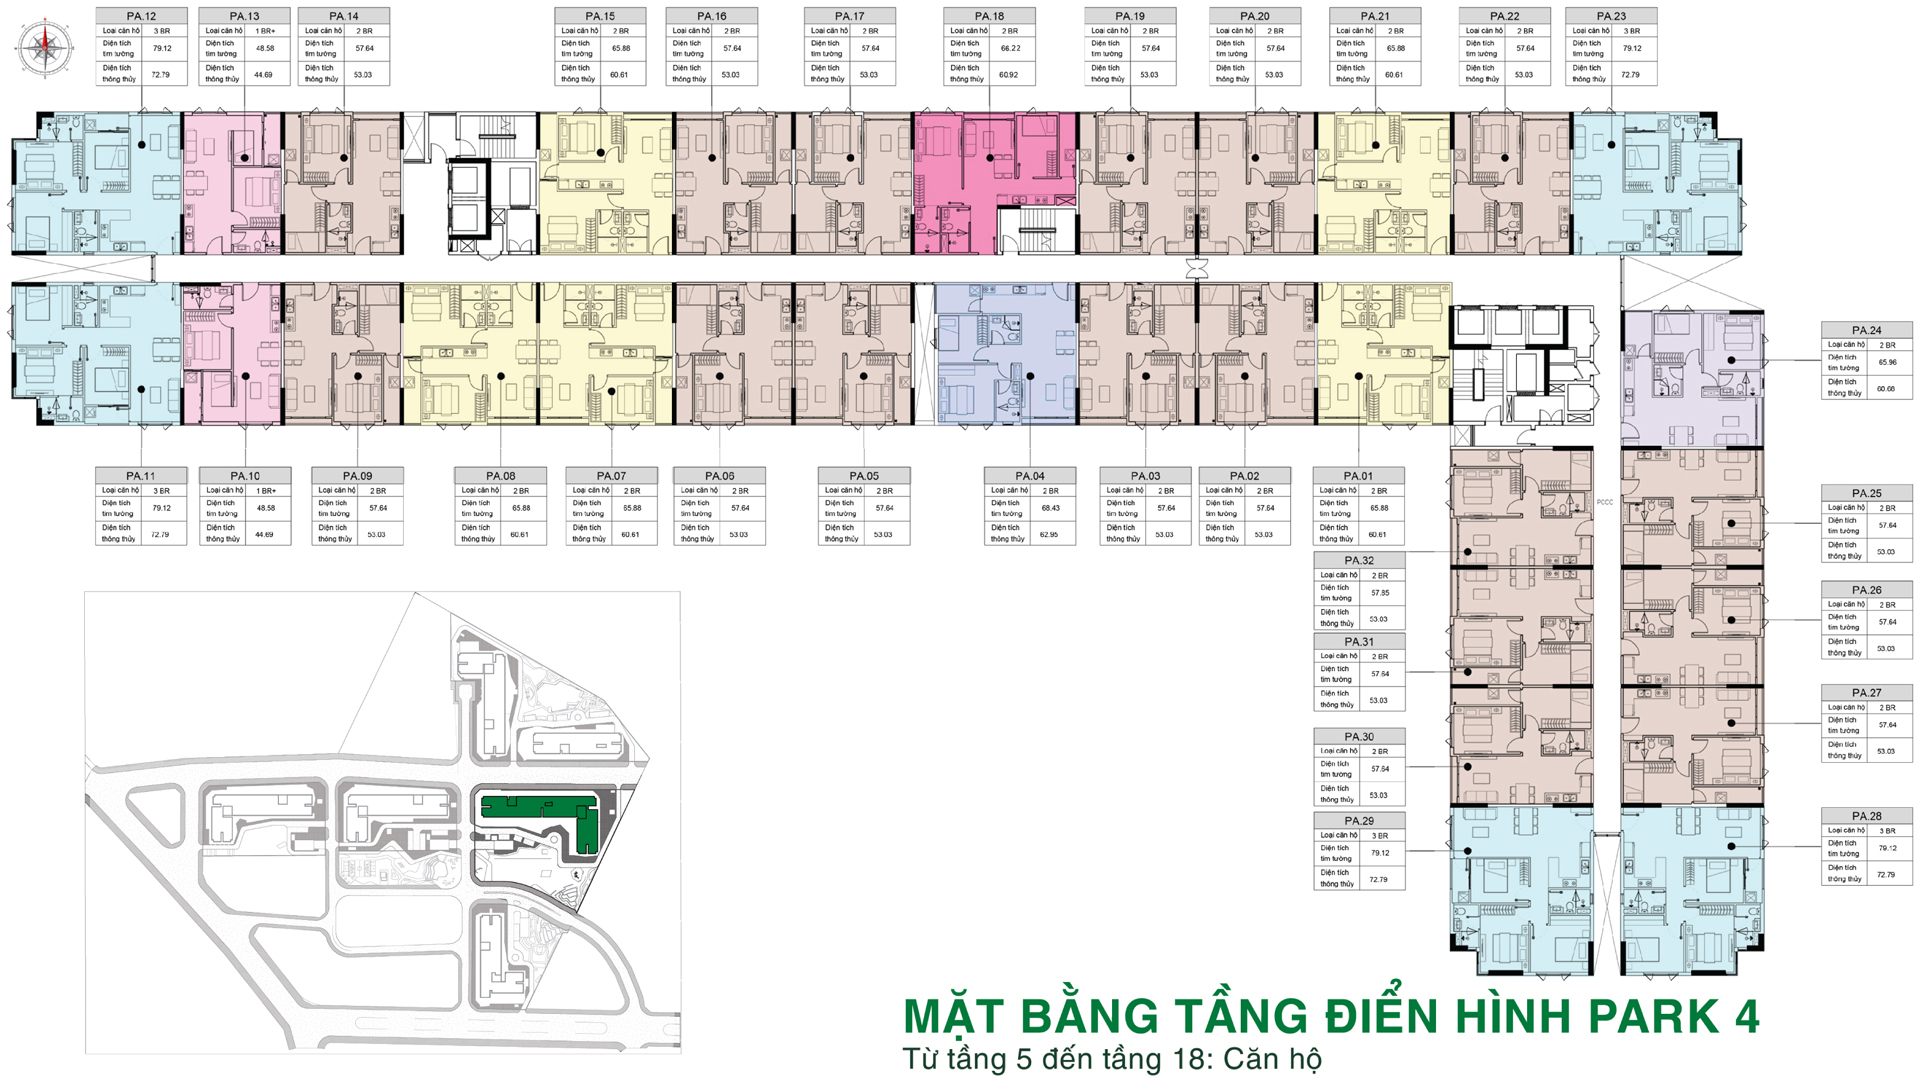 PA.12
Loại căn hộ 3 BR
Diện tích tim tường 79.12
Diện tích thông thủy 72.79
PA.13
Loại căn hộ 1 BR+
Diện tích tim tường 48.58
Diện tích thông thủy 44.69
PA.14
Loại căn hộ 2 BR
Diện tích tim tường 57.64
Diện tích thông thủy 53.03
PA.15
Loại căn hộ 2 BR
Diện tích tim tường 65.88
Diện tích thông thủy 60.61
PA.16
Loại căn hộ 2 BR
Diện tích tim tường 57.64
Diện tích thông thủy 53.03
PA.17
Loại căn hộ 2 BR
Diện tích tim tường 57.64
Diện tích thông thủy 53.03
PA.18
Loại căn hộ 2 BR
Diện tích tim tường 66.22
Diện tích thông thủy 60.92
PA.19
Loại căn hộ 2 BR
Diện tích tim tường 57.64
Diện tích thông thủy 53.03
PA.20
Loại căn hộ 2 BR
Diện tích tim tường 57.64
Diện tích thông thủy 53.03
PA.21
Loại căn hộ 2 BR
Diện tích tim tường 65.88
Diện tích thông thủy 60.61
PA.22
Loại căn hộ 2 BR
Diện tích tim tường 57.64
Diện tích thông thủy 53.03
PA.23
Loại căn hộ 3 BR
Diện tích tim tường 79.12
Diện tích thông thủy 72.79
PA.24
Loại căn hộ 2 BR
Diện tích tim tường 65.96
Diện tích thông thủy 60.68
PA.11
Loại căn hộ 3 BR
Diện tích tim tường 79.12
Diện tích thông thủy 72.79
PA.10
Loại căn hộ 1 BR+
Diện tích tim tường 48.58
Diện tích thông thủy 44.69
PA.09
Loại căn hộ 2 BR
Diện tích tim tường 57.64
Diện tích thông thủy 53.03
PA.08
Loại căn hộ 2 BR
Diện tích tim tường 65.88
Diện tích thông thủy 60.61
PA.07
Loại căn hộ 2 BR
Diện tích tim tường 65.88
Diện tích thông thủy 60.61
PA.06
Loại căn hộ 2 BR
Diện tích tim tường 57.64
Diện tích thông thủy 53.03
PA.05
Loại căn hộ 2 BR
Diện tích tim tường 57.64
Diện tích thông thủy 53.03
PA.04
Loại căn hộ 2 BR
Diện tích tim tường 68.43
Diện tích thông thủy 62.95
PA.03
Loại căn hộ 2 BR
Diện tích tim tường 57.64
Diện tích thông thủy 53.03
PA.02
Loại căn hộ 2 BR
Diện tích tim tường 57.64
Diện tích thông thủy 53.03
PA.01
Loại căn hộ 2 BR
Diện tích tim tường 65.88
Diện tích thông thủy 60.61
PCCC
PA.25
Loại căn hộ 2 BR
Diện tích tim tường 57.64
Diện tích thông thủy 53.03
PA.32
Loại căn hộ 2 BR
Diện tích tim tường 57.85
Diện tích thông thủy 53.03
PA.26
Loại căn hộ 2 BR
Diện tích tim tường 57.64
Diện tích thông thủy 53.03
PA.31
Loại căn hộ 2 BR
Diện tích tim tường 57.64
Diện tích thông thủy 53.03
PA.27
Loại căn hộ 2 BR
Diện tích tim tường 57.64
Diện tích thông thủy 53.03
PA.30
Loại căn hộ 2 BR
Diện tích tim tường 57.64
Diện tích thông thủy 53.03
PA.29
Loại căn hộ 3 BR
Diện tích tim tường 79.12
Diện tích thông thủy 72.79
PA.28
Loại căn hộ 3 BR
Diện tích tim tường 79.12
Diện tích thông thủy 72.79
MẶT BẰNG TẦNG ĐIỂN HÌNH PARK 4
Từ tầng 5 đến tầng 18: Căn hộ